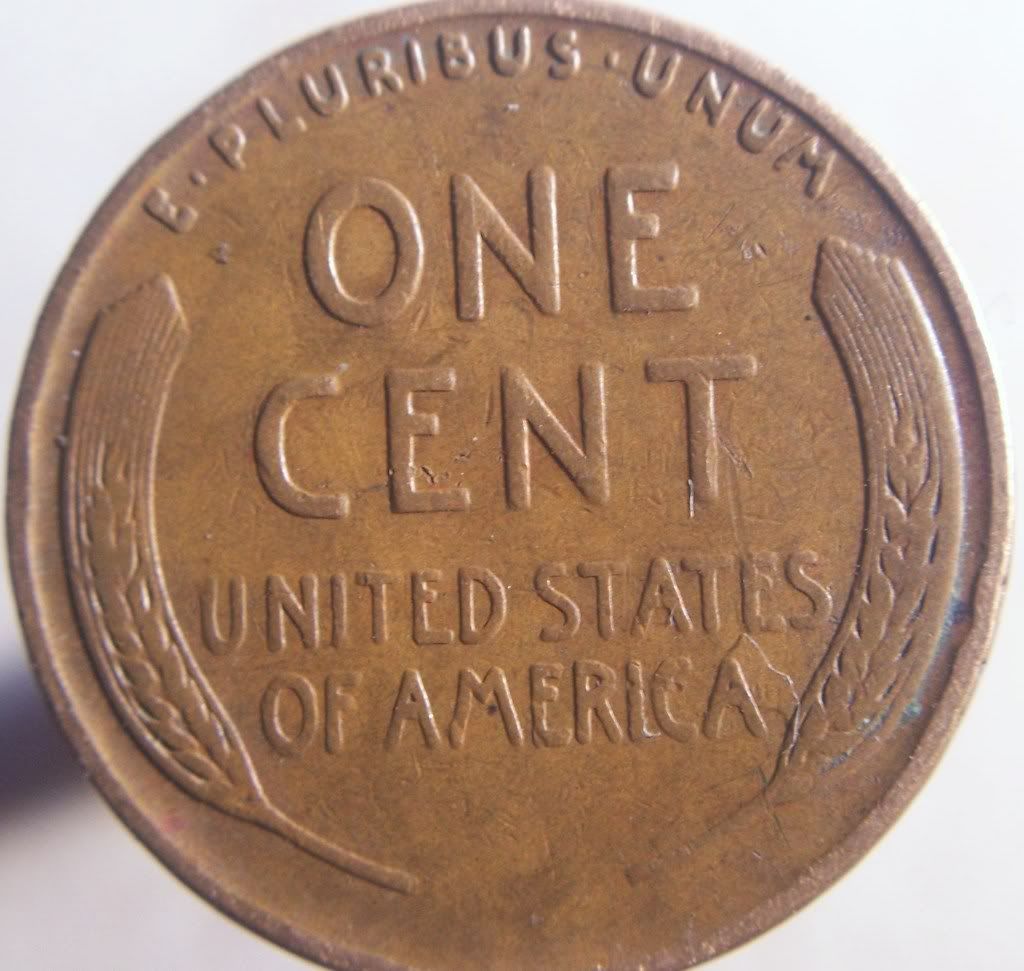 E·PLURIBUS·UNUM
ONE
CENT
UNITED STATES
OF AMERICA